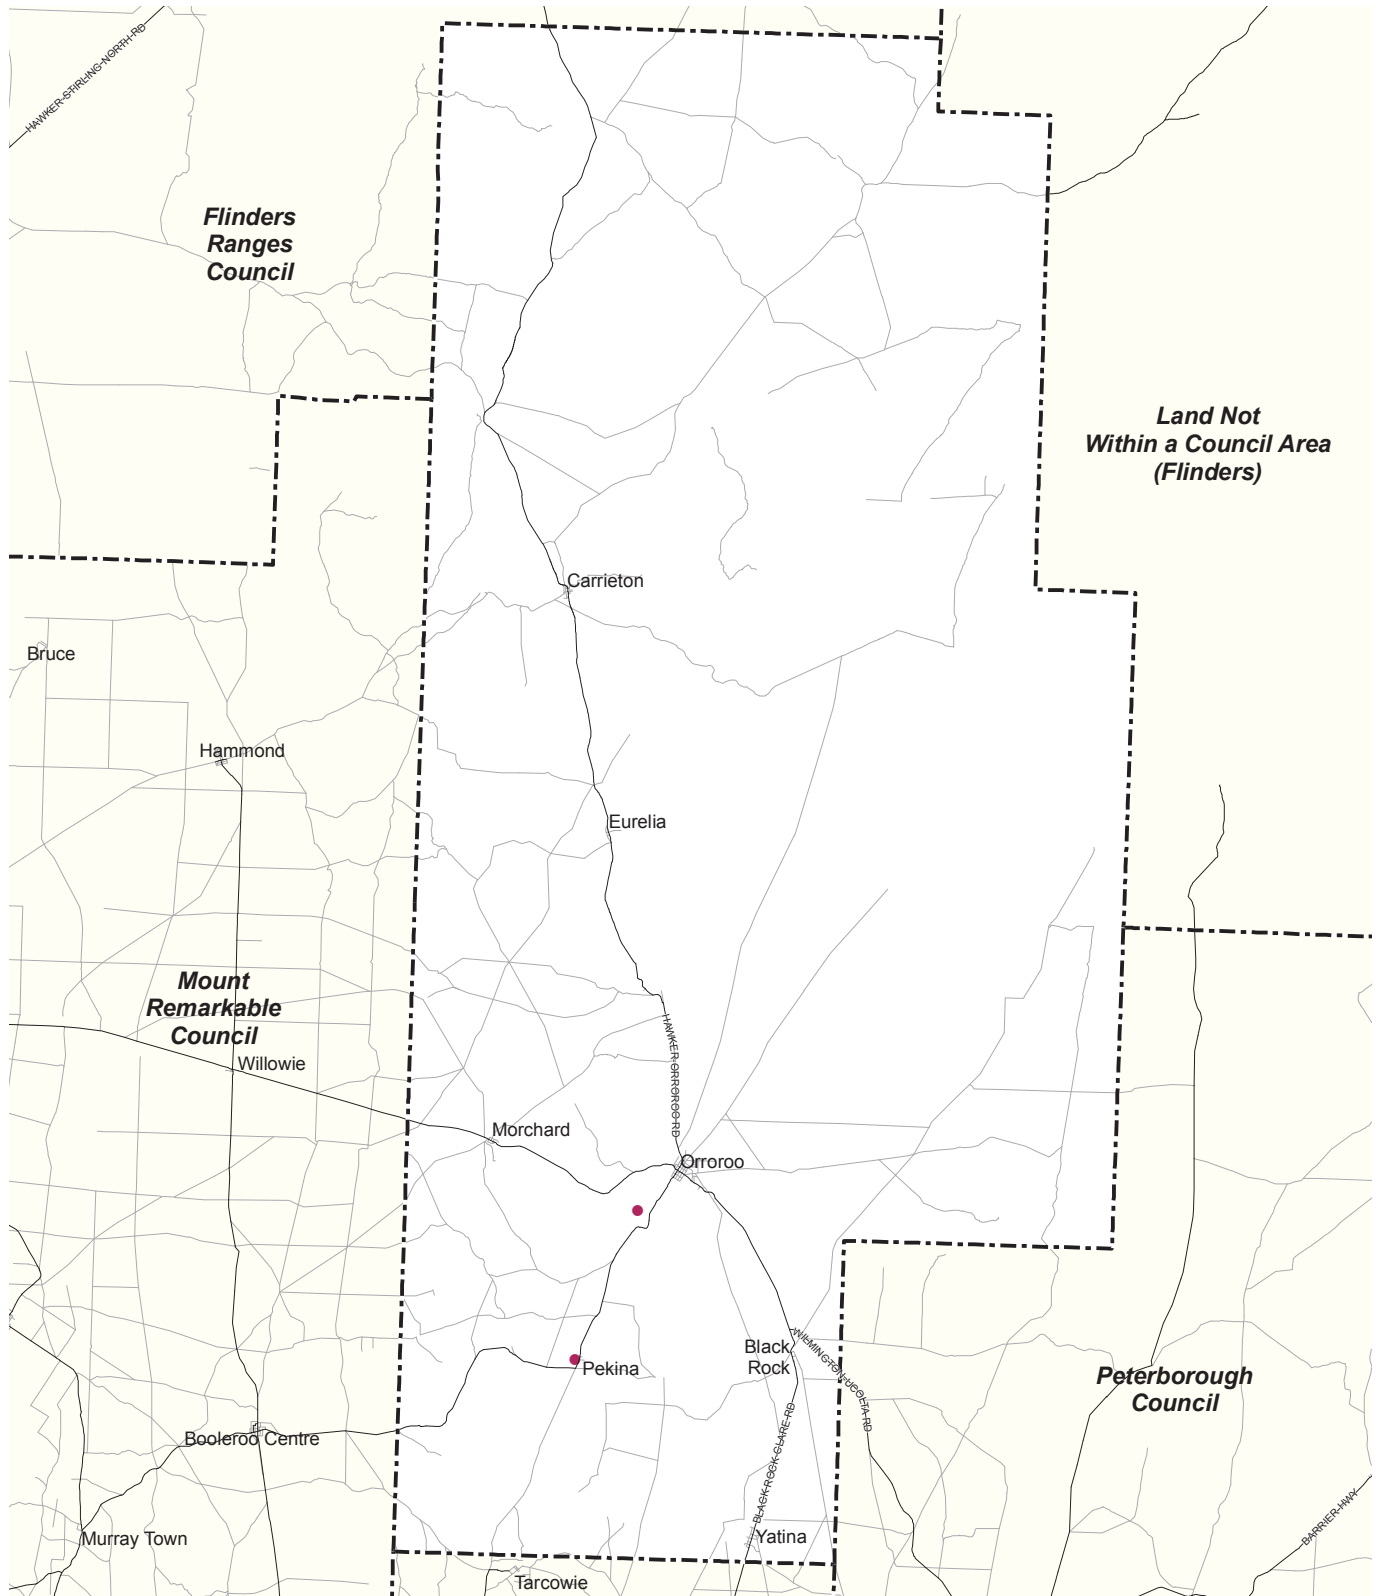 HAWKER-STIRLING-NORTH-RD
Flinders
Ranges
Council
Land Not
Within a Council Area
(Flinders)
Carrieton
Bruce
Hammond
Eurelia
Mount
Remarkable
Council
HAWKER-ORROROO-RD
Willowie
Morchard
Orroroo
Black
Rock
WILMINGTON-UCOLTA-RD
Pekina
Peterborough
Council
BLACK-ROCK-CLARE-RD
Booleroo Centre
BARRIER-HWY
Murray Town
Yatina
Tarcowie